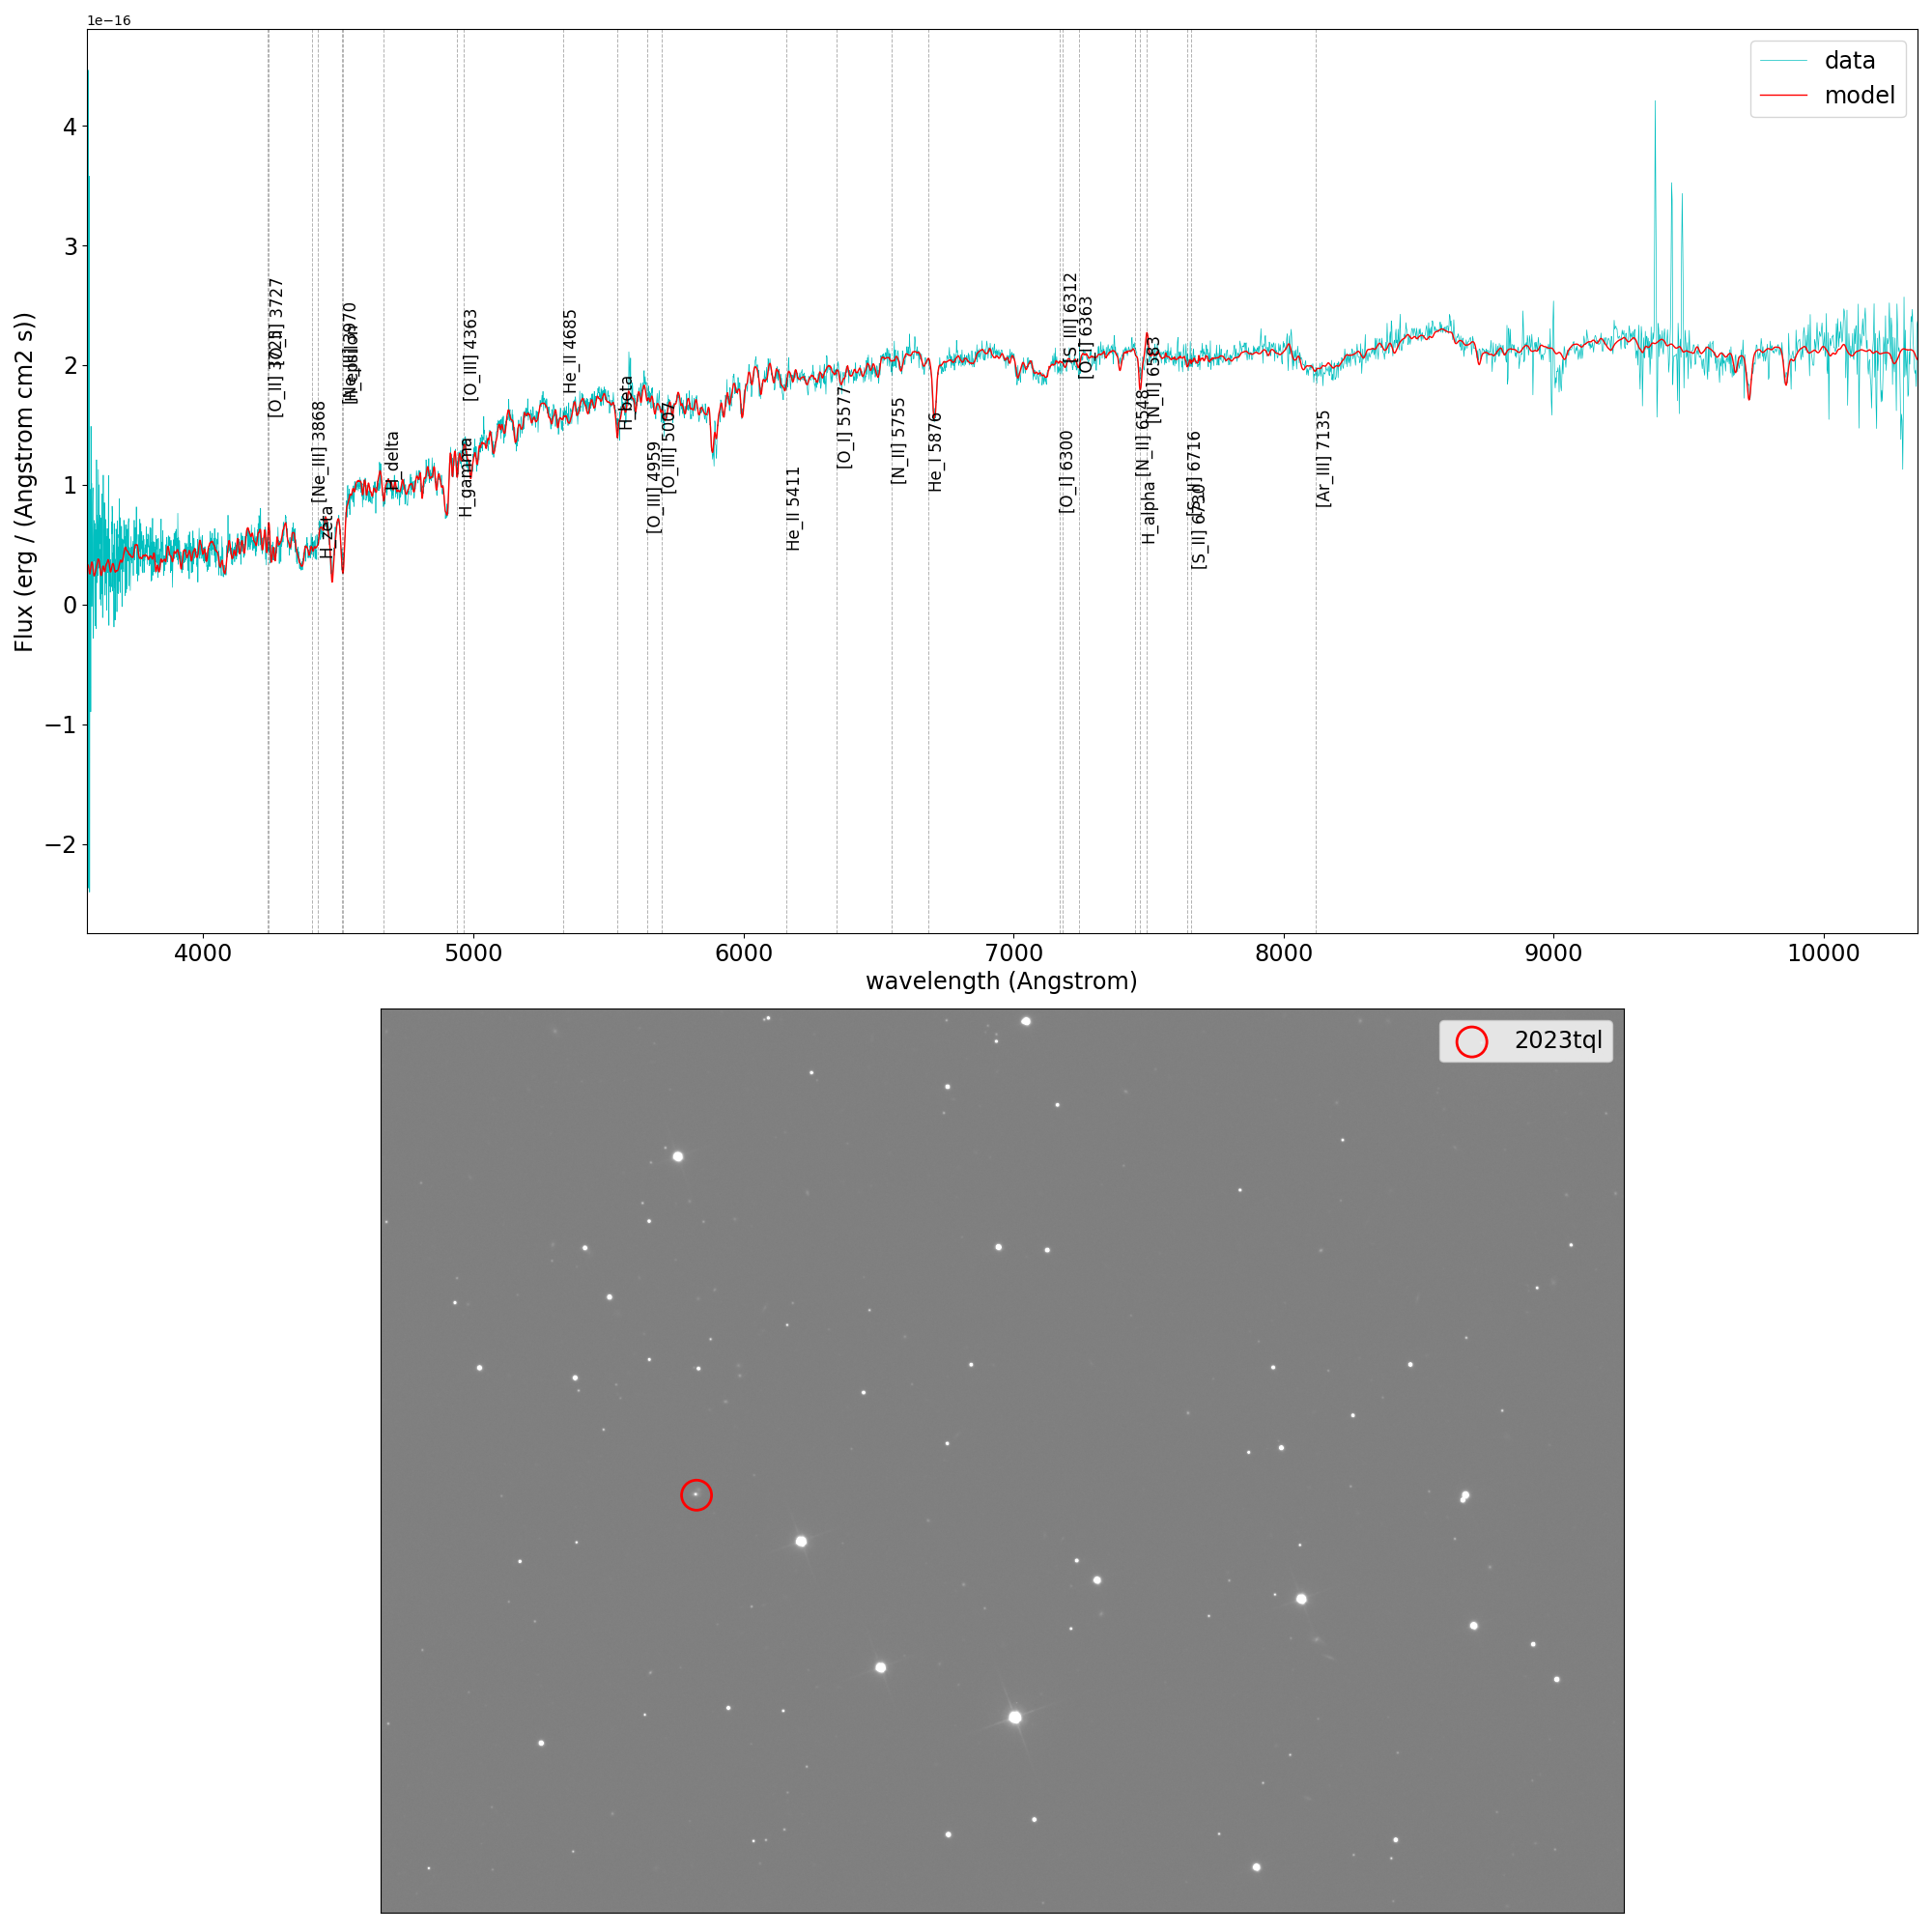 1e−16
data
model
4
3
2
1
0
−1
−2
Flux (erg / (Angstrom cm2 s))
[O_II] 3727
[Ne_III] 3868
H_zeta
H_epsilon
H_delta
[O_III] 4363
H_gamma
He_II 4685
H_beta
[O_III] 4959
[O_III] 5007
He_II 5411
[O_I] 5577
[N_II] 5755
He_I 5876
[O_I] 6300
[S_III] 6312
[O_I] 6363
[N_II] 6548
H_alpha
[N_II] 6583
[S_II] 6716
[S_II] 6730
[Ar_III] 7135
4000 5000 6000 7000 8000 9000 10000
wavelength (Angstrom)
2023tql